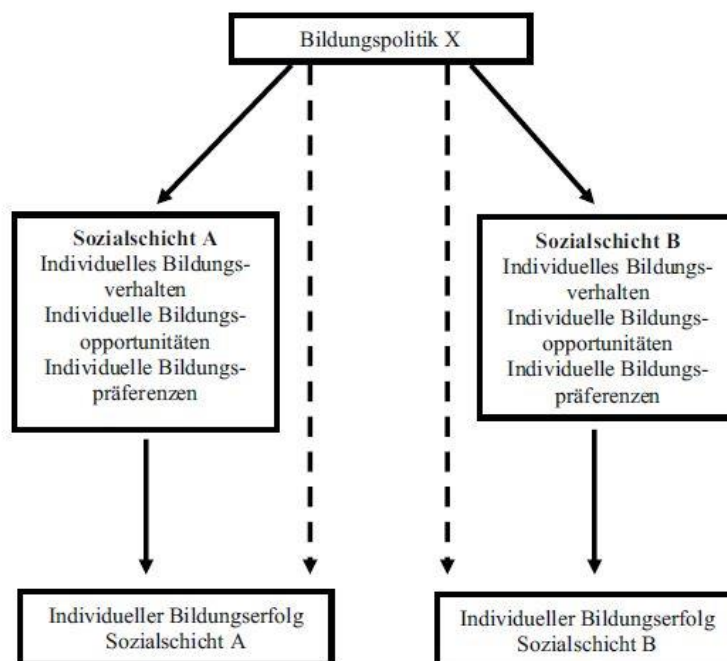 Bildungspolitik X
Sozialschicht A
Individuelles Bildungs-
verhalten
Individuelle Bildungs-
opportunitäten
Individuelle Bildungs-
präferenzen
Sozialschicht B
Individuelles Bildungs-
verhalten
Individuelle Bildungs-
opportunitäten
Individuelle Bildungs-
präferenzen
Individueller Bildungserfolg
Sozialschicht A
Individueller Bildungserfolg
Sozialschicht B